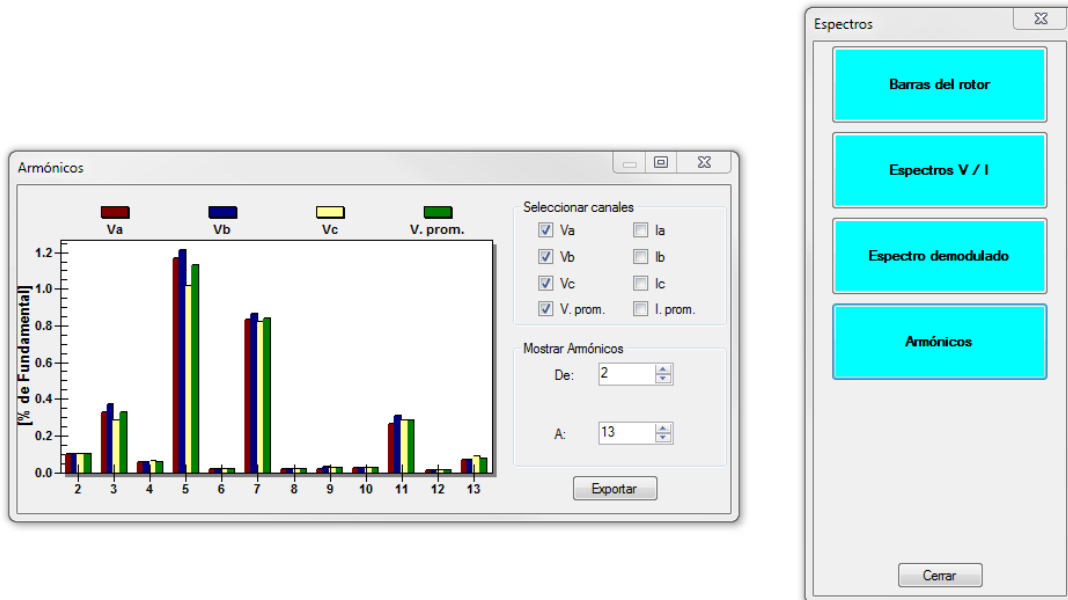 Armónicos
Va
Vb
Vc
V. prom.
[% de Fundamental]
1.2
1.0
0.8
0.6
0.4
0.2
0.0
2 3 4 5 6 7 8 9 10 11 12 13
Seleccionar canales
Va Ia
Vb Ib
Vc Ic
V. prom. I. prom.
Mostrar Armónicos
De: 2
A: 13
Exportar
Espectros
Barras del rotor
Espectros V / I
Espectro demodulado
Armónicos
Cerrar